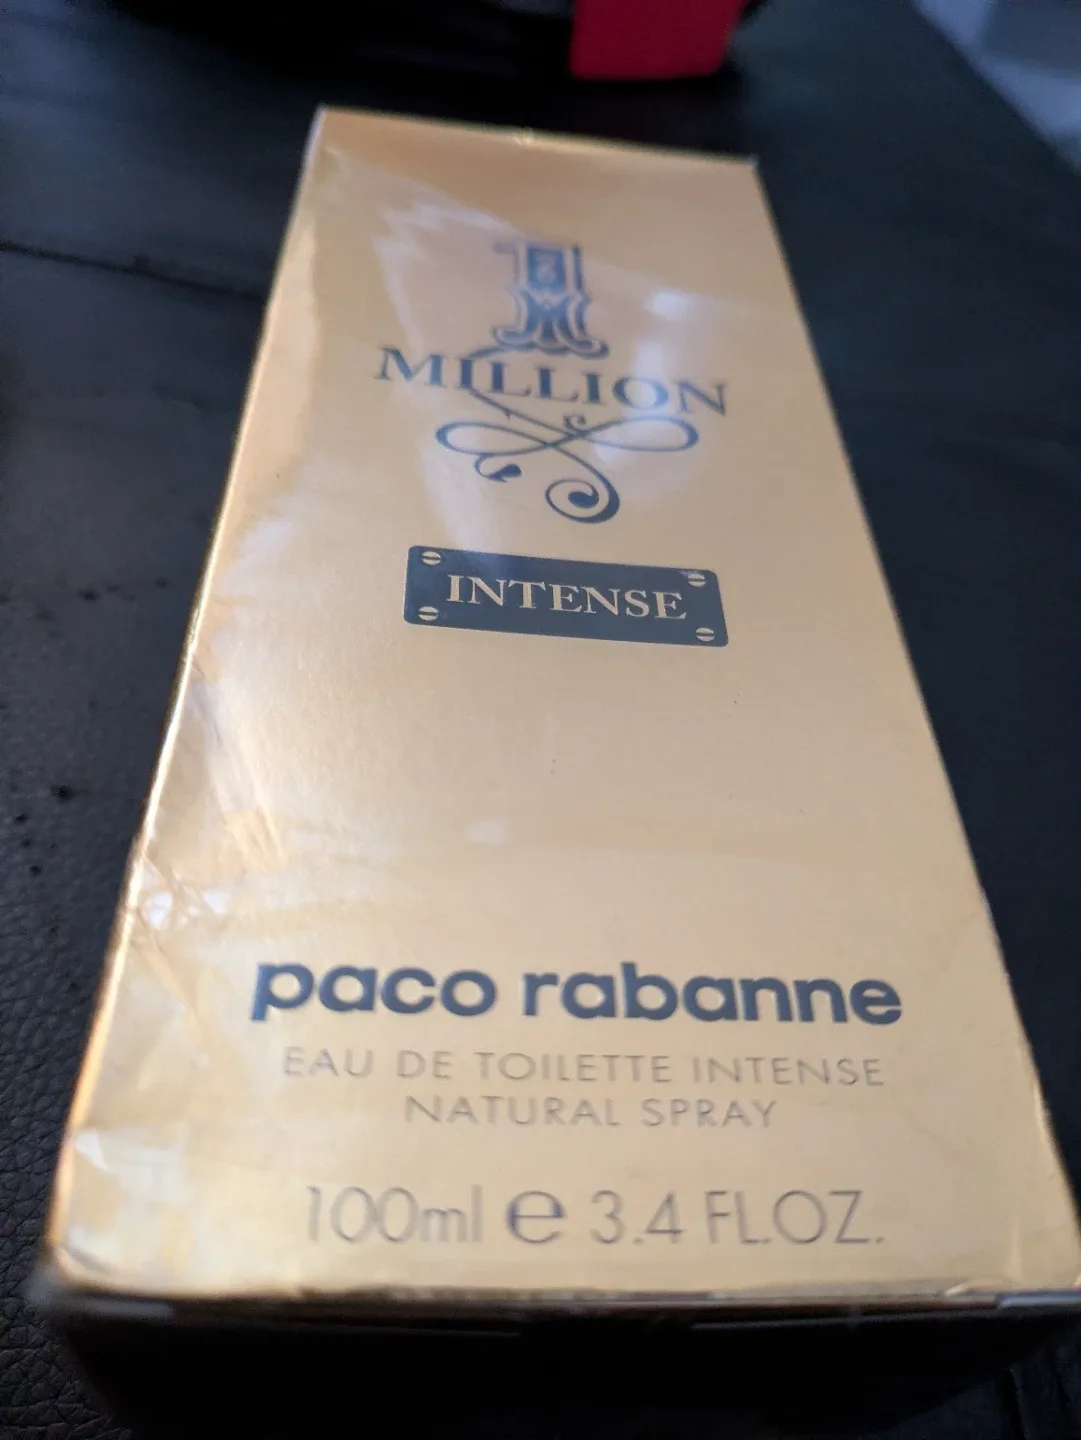 1
MILLION
INTENSE
paco rabanne
EAU DE TOILETTE INTENSE
NATURAL SPRAY
100ml e 3.4 FL.OZ.